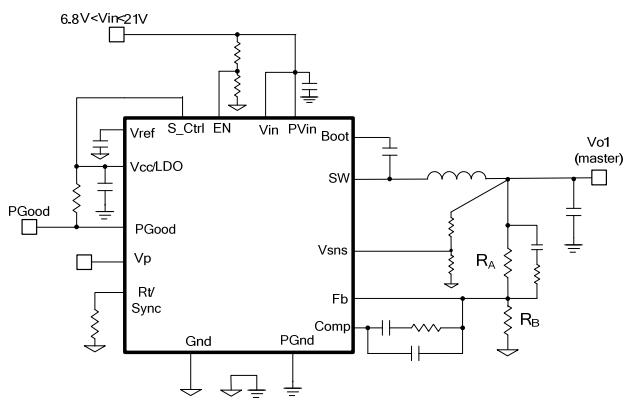 6.8V<Vin<21V
S_Ctrl EN Vin PVin
Vref
Boot
Vcc/LDO
SW
Vo1
(master)
PGood
PGood
Vsns
RA
Vp
Rt/
Sync
Fb
RB
Comp
Gnd
PGnd